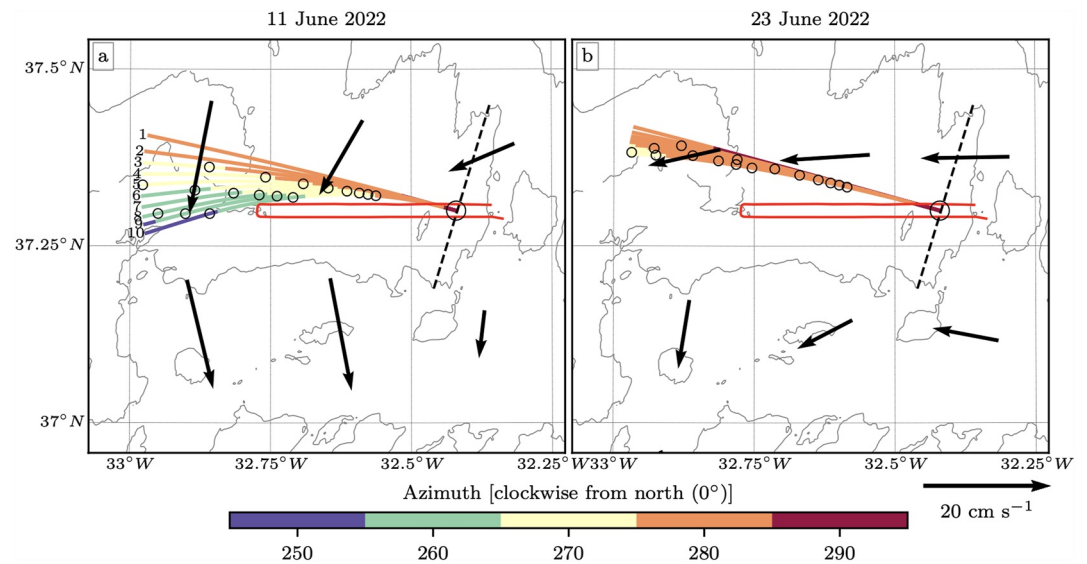 11 June 2022
23 June 2022
a
b
37.5°N
37.25°N
37°N
1
2
3
4
5
6
7
8
9
10
33°W
32.75°W
32.5°W
32.25°W
33°W
32.75°W
32.5°W
32.25°W
Azimuth [clockwise from north (0°)]
20 cm s⁻¹
250
260
270
280
290